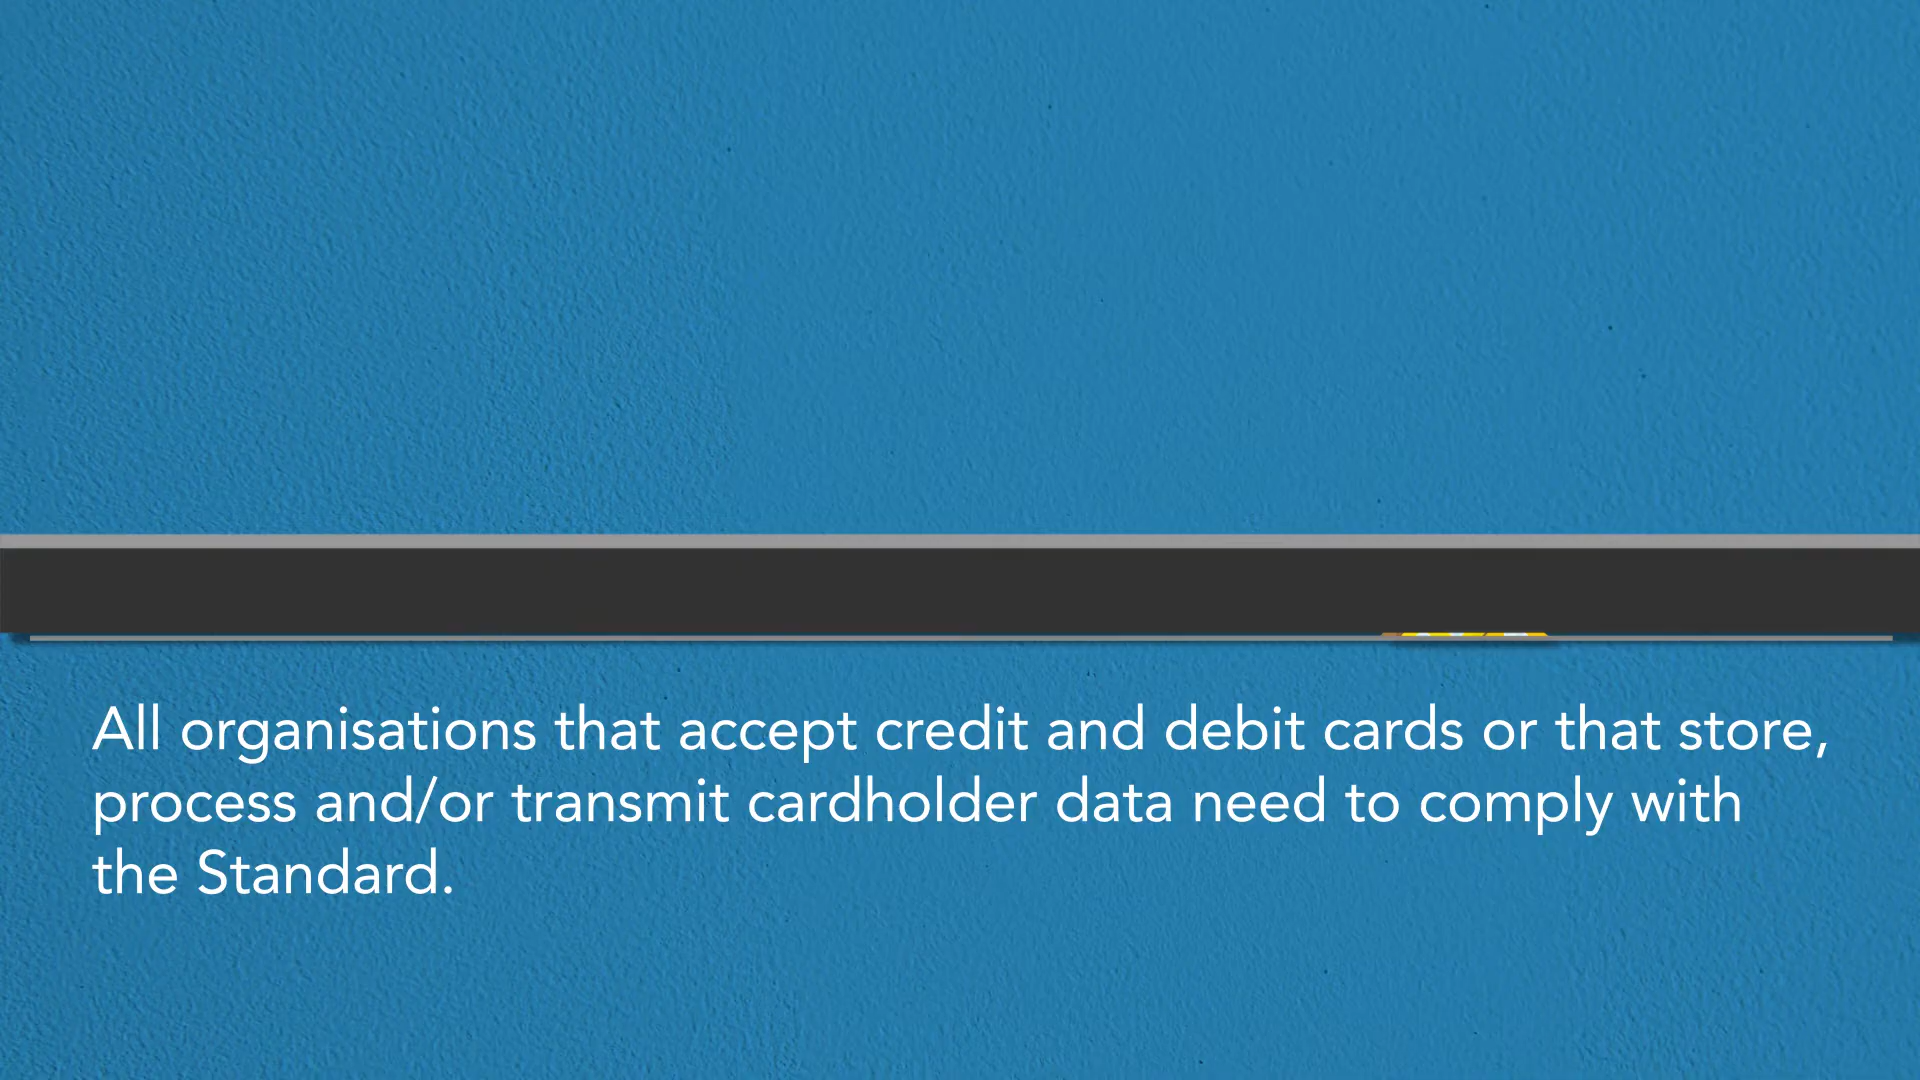 All organisations that accept credit and debit cards or that store,
process and/or transmit cardholder data need to comply with
the Standard.